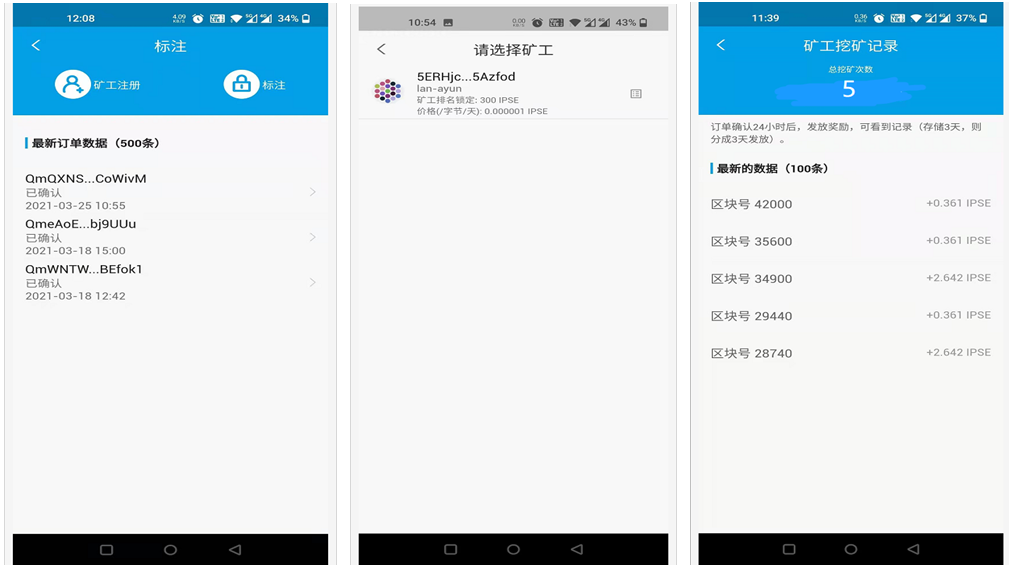 12:08
4.09
KB/S
5G
4G
34%
标注
矿工注册
标注
最新订单数据（500条）
QmQXNS...CoWivM
已确认
2021-03-25 10:55
QmeAoE...bj9UUu
已确认
2021-03-18 15:00
QmWNTW...BEfok1
已确认
2021-03-18 12:42
10:54
0.00
KB/S
5G
4G
43%
请选择矿工
5ERHjc...5Azfod
lan-ayun
矿工排名锁定: 300 IPSE
价格(/字节/天): 0.000001 IPSE
11:39
0.36
KB/S
5G
4G
37%
矿工挖矿记录
总挖矿次数
5
订单确认24小时后，发放奖励，可看到记录（存储3天，则
分成3天发放）。
最新的数据（100条）
区块号 42000
+0.361 IPSE
区块号 35600
+0.361 IPSE
区块号 34900
+2.642 IPSE
区块号 29440
+0.361 IPSE
区块号 28740
+2.642 IPSE